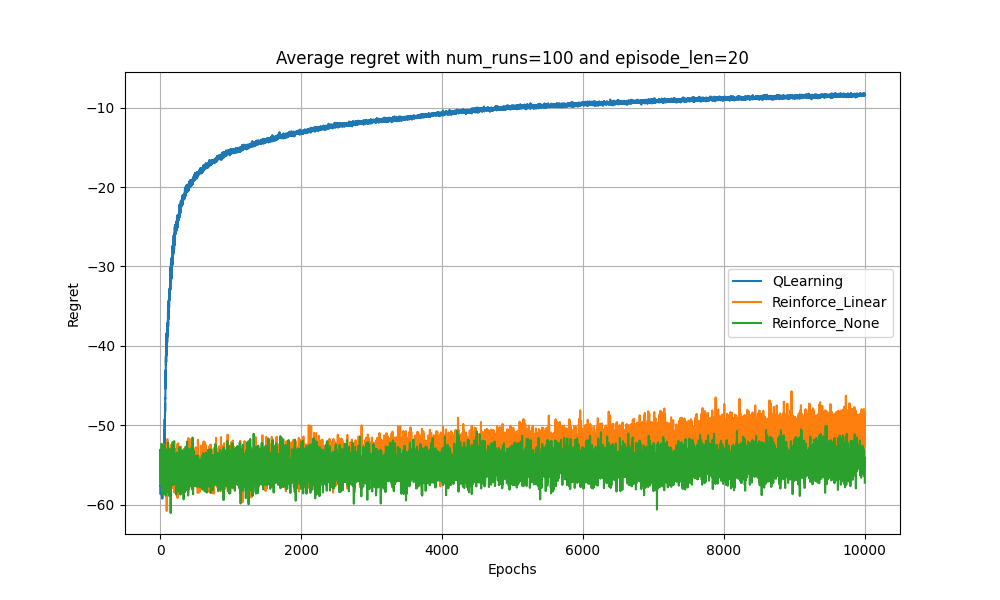 Average regret with num_runs=100 and episode_len=20
−10
−20
−30
−40
−50
−60
Regret
QLearning
Reinforce_Linear
Reinforce_None
0
2000
4000
6000
8000
10000
Epochs